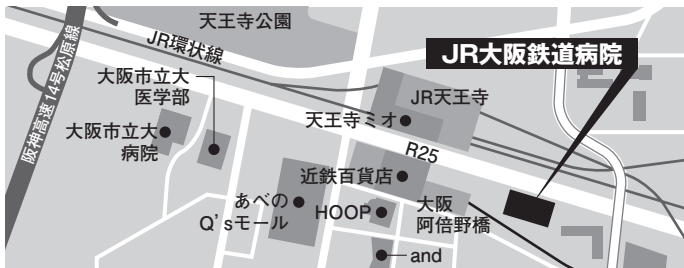 天王寺公園
JR環状線
阪神高速14号松原線
JR大阪鉄道病院
大阪市立大
医学部
JR天王寺
大阪市立大
病院
天王寺ミオ
R25
近鉄百貨店
あべの
Q'sモール
HOOP
大阪
阿倍野橋
and